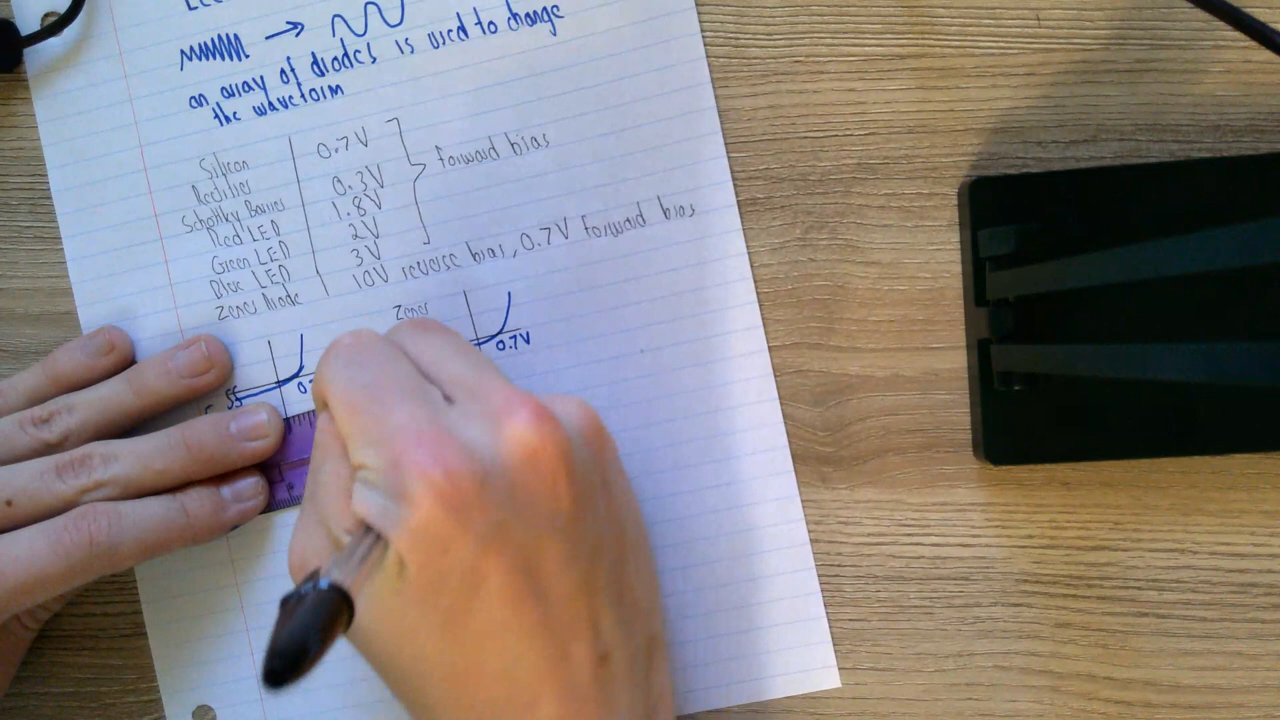 an array of diodes is used to change
the waveform
Silicon
Rectifier
0.7V
forward bias
Schottky Barrier
0.3V
Red LED
1.8V
Green LED
2V
Blue LED
3V
Zener Diode
10V reverse bias, 0.7V forward bias
Zener
0.7V